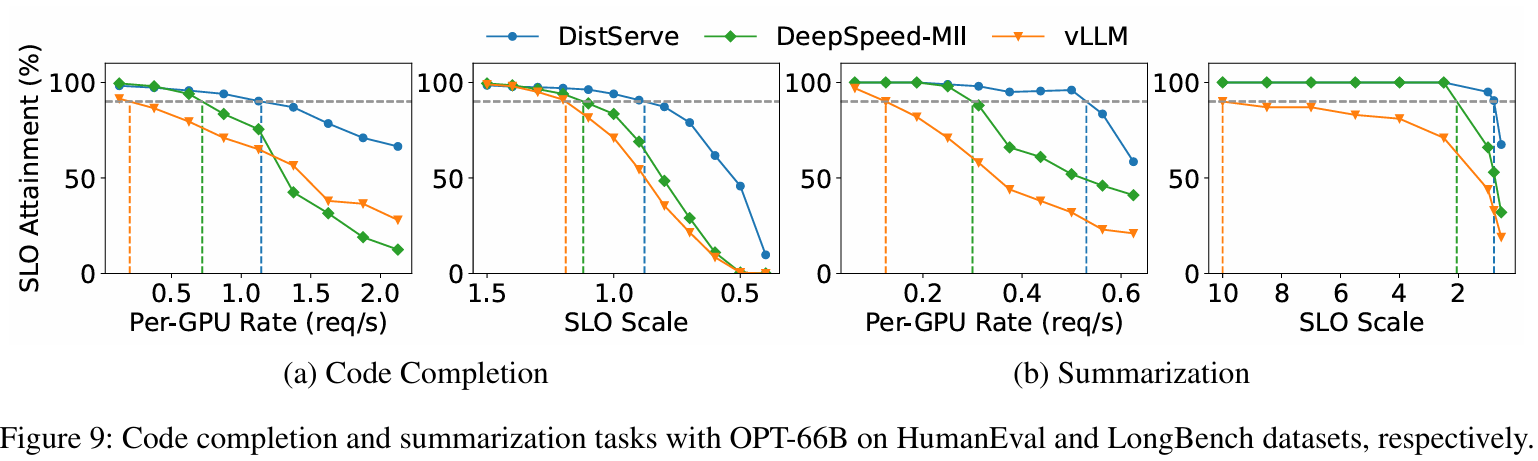 DistServe DeepSpeed-MII vLLM
SLO Attainment (%)
100
50
0
0.5 1.0 1.5 2.0
Per-GPU Rate (req/s)
100
50
0
1.5 1.0 0.5
SLO Scale
100
50
0
0.2 0.4 0.6
Per-GPU Rate (req/s)
100
50
0
10 8 6 4 2
SLO Scale
(a) Code Completion
(b) Summarization
Figure 9: Code completion and summarization tasks with OPT-66B on HumanEval and LongBench datasets, respectively.